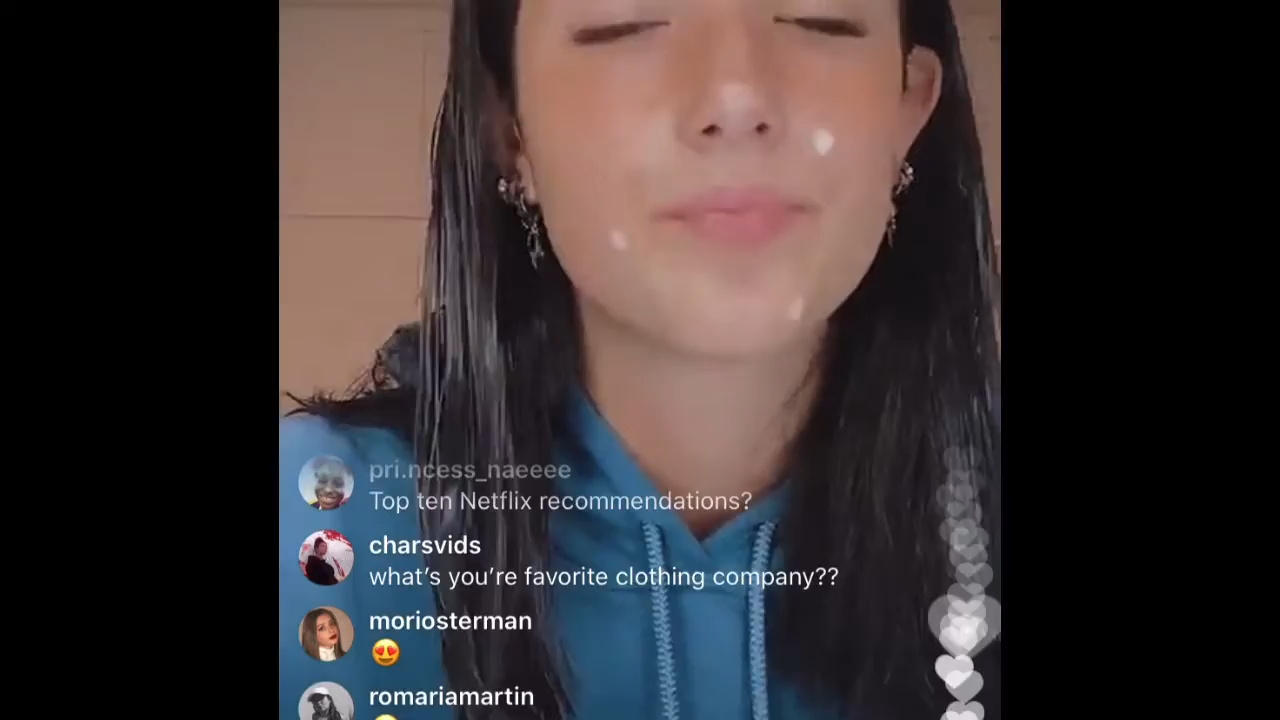 pri.ncess_naeeee
Top ten Netflix recommendations?
charsvids
what’s you’re favorite clothing company??
moriosterman
😍
romariamartin